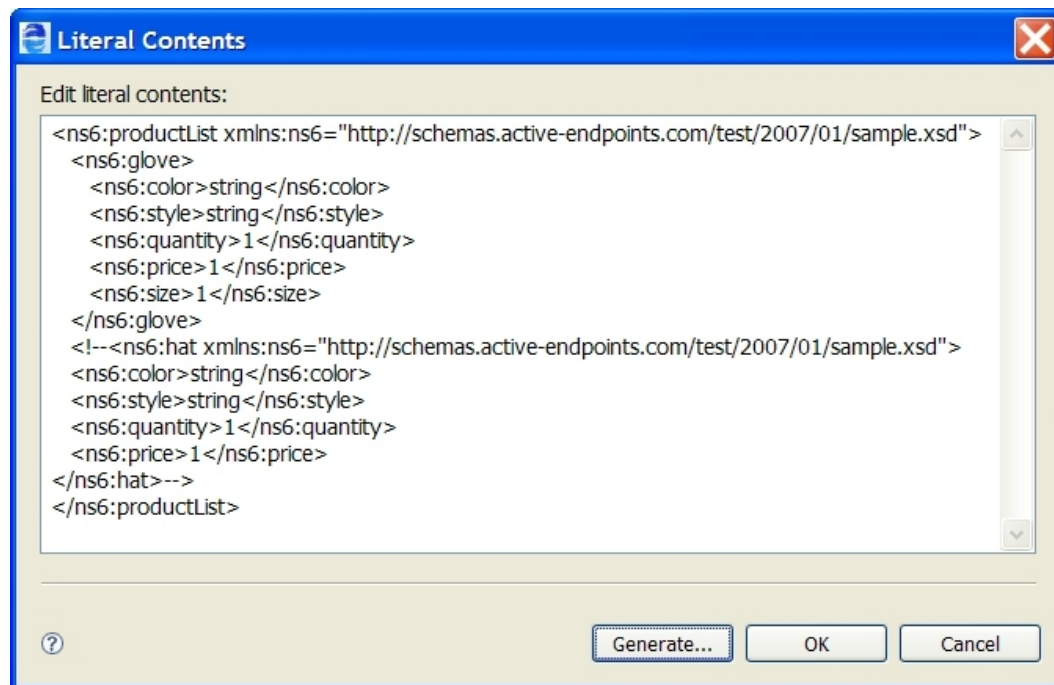 Literal Contents
Edit literal contents:
<ns6:productList xmlns:ns6="http://schemas.active-endpoints.com/test/2007/01/sample.xsd">
<ns6:glove>
<ns6:color>string</ns6:color>
<ns6:style>string</ns6:style>
<ns6:quantity>1</ns6:quantity>
<ns6:price>1</ns6:price>
<ns6:size>1</ns6:size>
</ns6:glove>
<!--<ns6:hat xmlns:ns6="http://schemas.active-endpoints.com/test/2007/01/sample.xsd">
<ns6:color>string</ns6:color>
<ns6:style>string</ns6:style>
<ns6:quantity>1</ns6:quantity>
<ns6:price>1</ns6:price>
</ns6:hat>-->
</ns6:productList>
? Generate... OK Cancel